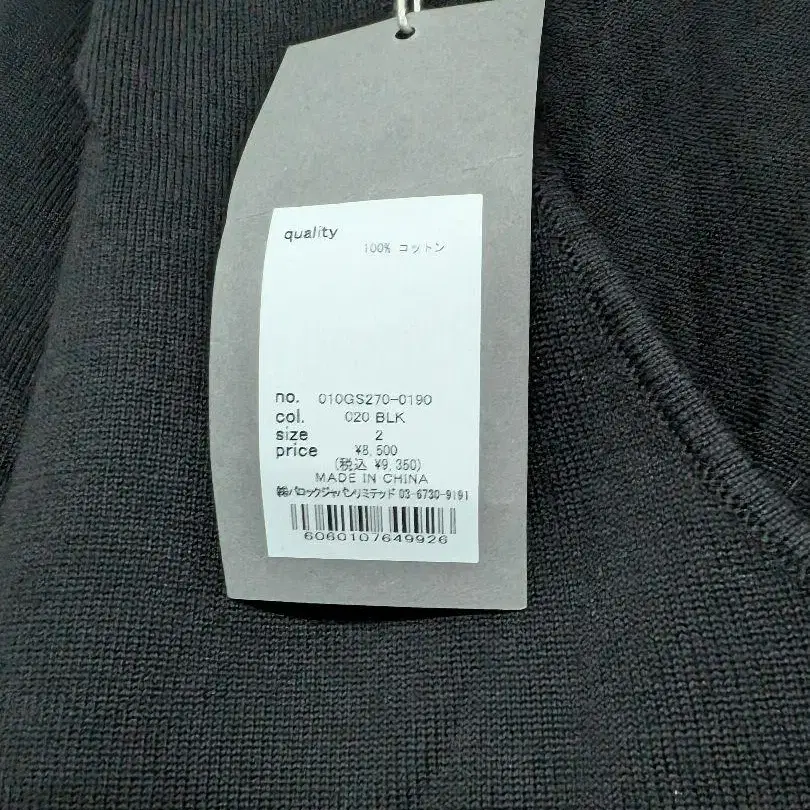 quality
100% コットン
no. 010GS270-0190
col. 020 BLK
size 2
price ¥8,500
(税込 ¥9,350)
MADE IN CHINA
㈱バロックジャパンリミテッド 03-6730-9191
6060107649926